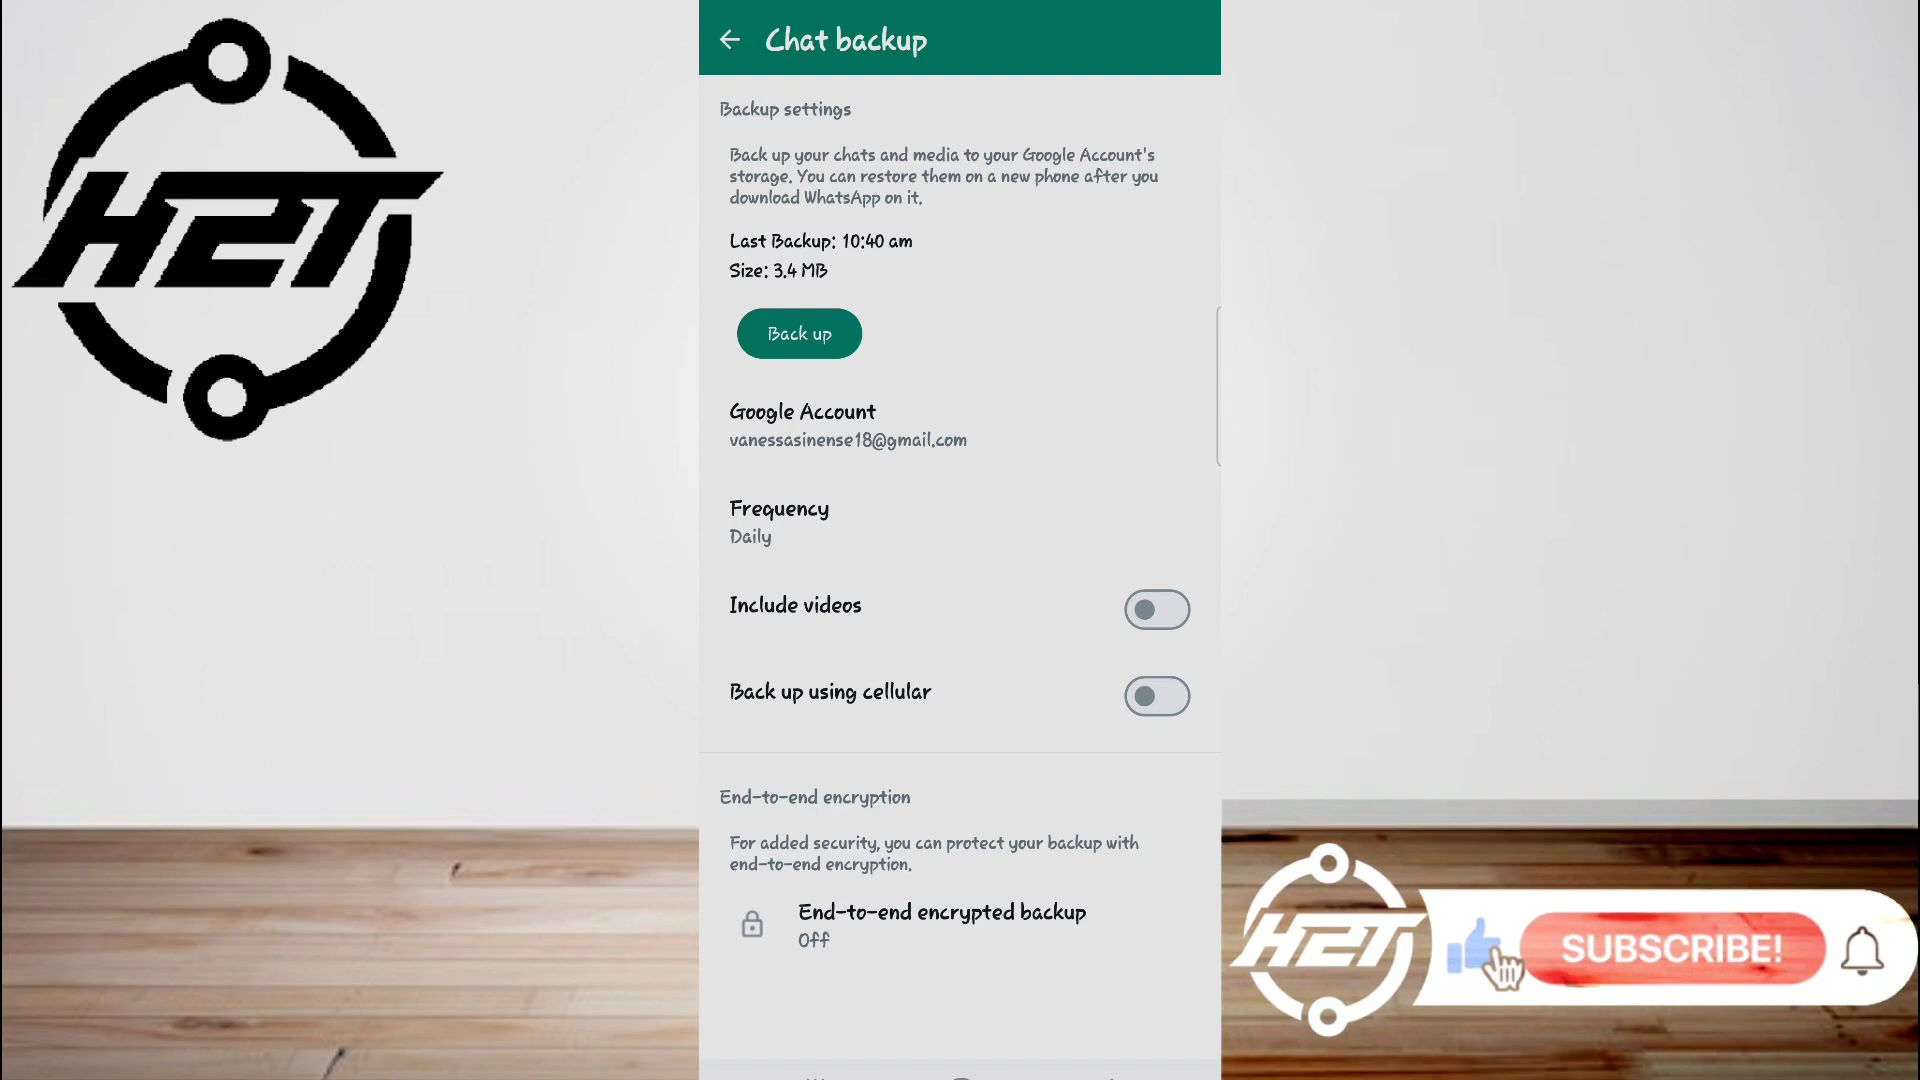 H2T
Chat backup
Backup settings
Back up your chats and media to your Google Account's
storage. You can restore them on a new phone after you
download WhatsApp on it.
Last Backup: 10:40 am
Size: 3.4 MB
Back up
Google Account
vanessasinense18@gmail.com
Frequency
Daily
Include videos
Back up using cellular
End-to-end encryption
For added security, you can protect your backup with
end-to-end encryption.
End-to-end encrypted backup
Off
H2T
SUBSCRIBE!